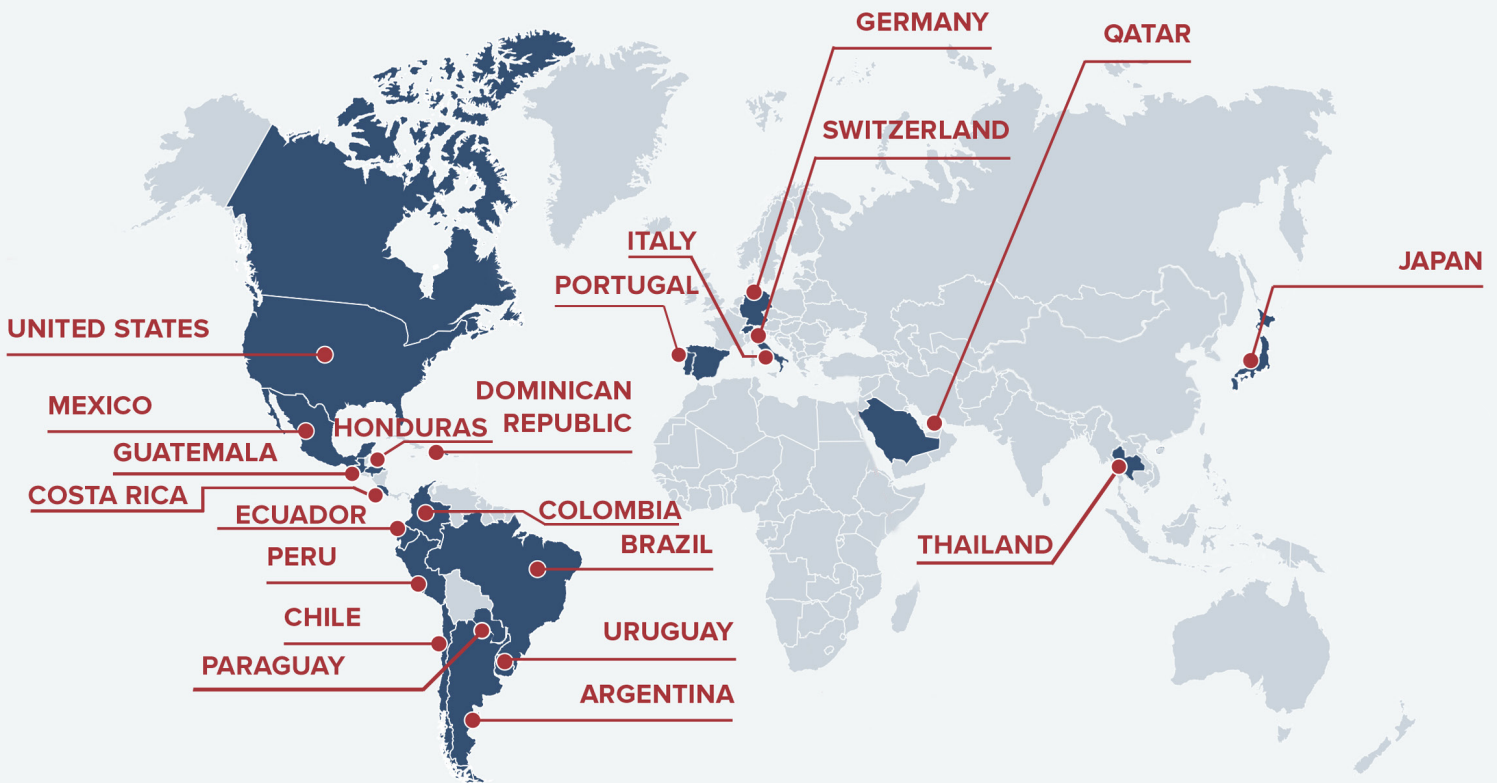 GERMANY
QATAR
SWITZERLAND
ITALY
JAPAN
PORTUGAL
UNITED STATES
DOMINICAN
REPUBLIC
MEXICO
HONDURAS
GUATEMALA
COSTA RICA
ECUADOR
COLOMBIA
BRAZIL
THAILAND
PERU
CHILE
URUGUAY
PARAGUAY
ARGENTINA